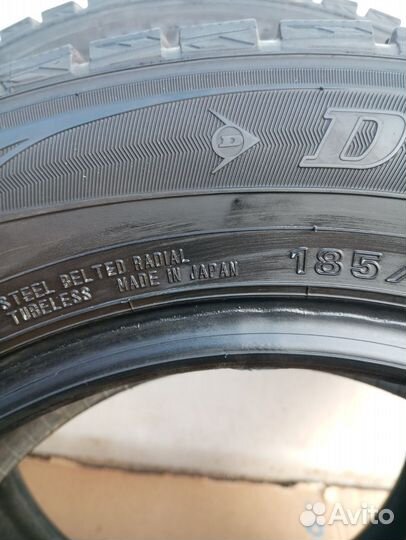 D
D
STEEL BELTED RADIAL
TUBELESS MADE IN JAPAN
185/
Avito